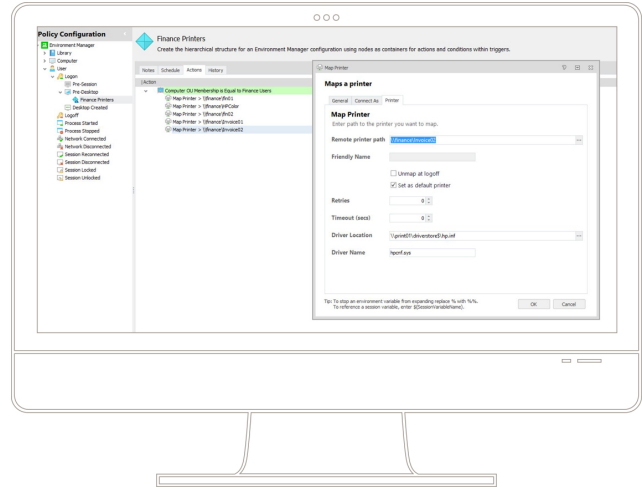 Policy Configuration
Environment Manager
Library
Computer
User
Logon
Pre-Session
Pre-Desktop
Finance Printers
Desktop Created
Logoff
Process Started
Process Stopped
Network Connected
Network Disconnected
Session Reconnected
Session Disconnected
Session Locked
Session Unlocked
Finance Printers
Create the hierarchical structure for an Environment Manager configuration using nodes as containers for actions and conditions within triggers.
Notes Schedule Actions History
Action
Computer OU Membership is Equal to Finance Users
Map Printer > \\finance\fin01
Map Printer > \\finance\HPColor
Map Printer > \\finance\fin02
Map Printer > \\finance\Invoice01
Map Printer > \\finance\Invoice02
Map Printer
Maps a printer
General Connect As Printer
Map Printer
Enter path to the printer you want to map.
Remote printer path \\finance\Invoice02
Friendly Name
Unmap at logoff
Set as default printer
Retries 0
Timeout (secs) 0
Driver Location \\print01\driverstore$\hp.inf
Driver Name hpcnf.sys
Tip: To stop an environment variable from expanding replace % with %%.
To reference a session variable, enter $(SessionVariableName).
OK Cancel